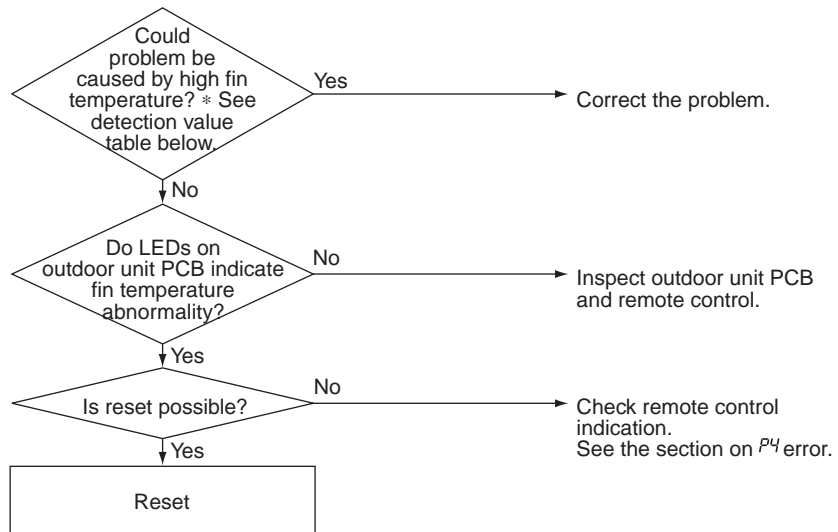 Could
problem be
caused by high fin
temperature? * See
detection value
table below.
Yes
Correct the problem.
No
Do LEDs on
outdoor unit PCB indicate
fin temperature
abnormality?
No
Inspect outdoor unit PCB
and remote control.
Yes
Is reset possible?
No
Check remote control
indication.
See the section on P4 error.
Yes
Reset